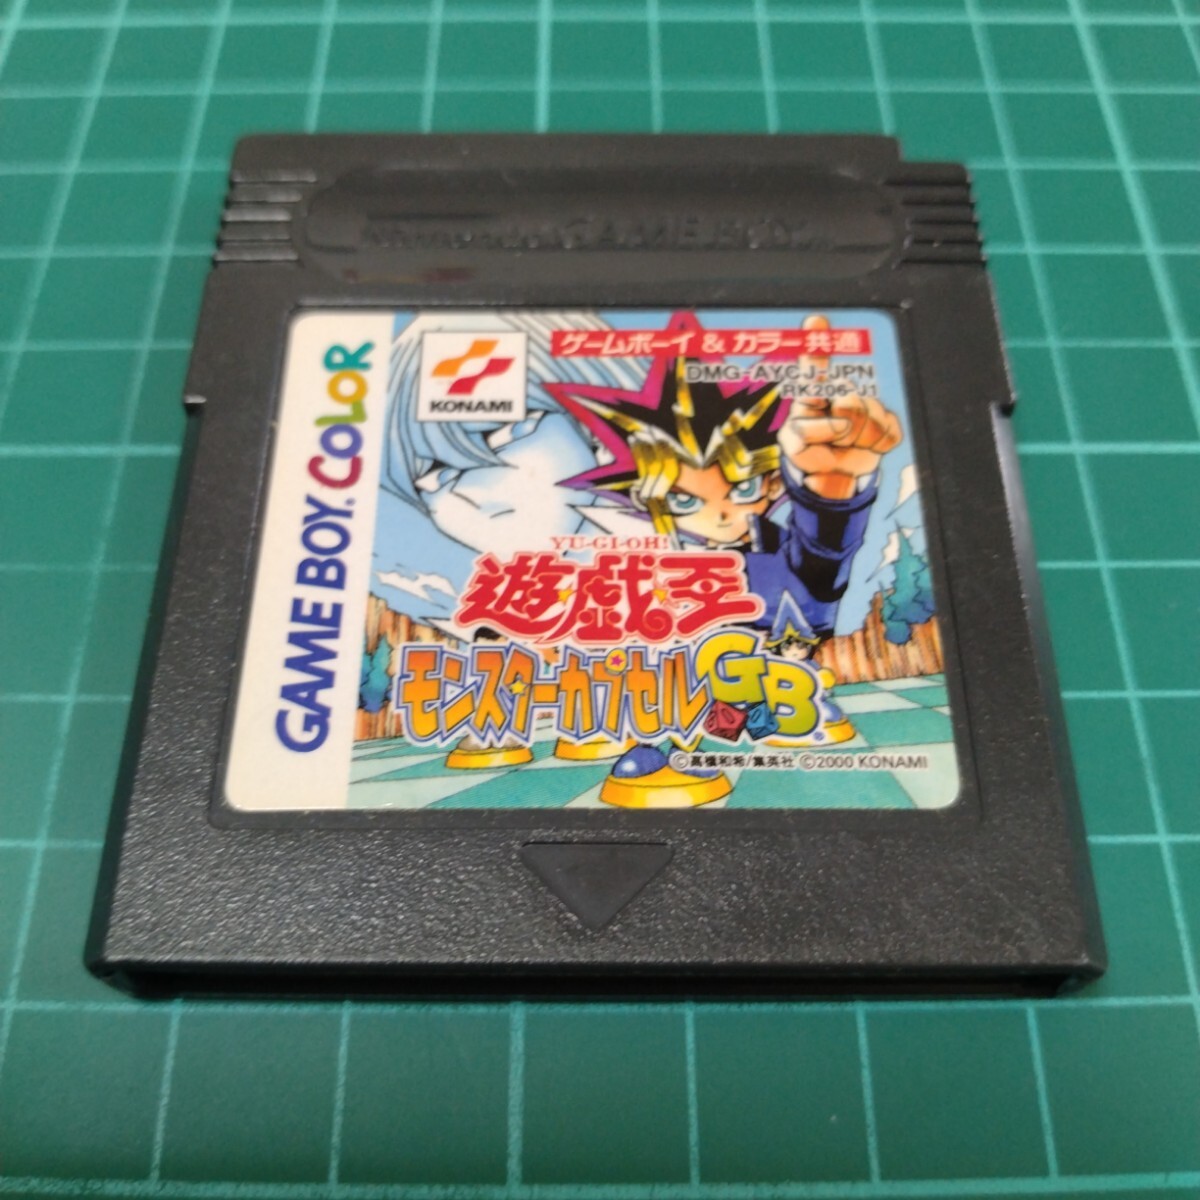 Nintendo GAME BOY
GAME BOY COLOR
KONAMI
ゲームボーイ & カラー共通
DMG-AYCJ-JPN
RK206-J1
YU-GI-OH!
遊☆戯☆王
モンスター☆カプセル GB
©高橋和希/集英社 ©2000 KONAMI